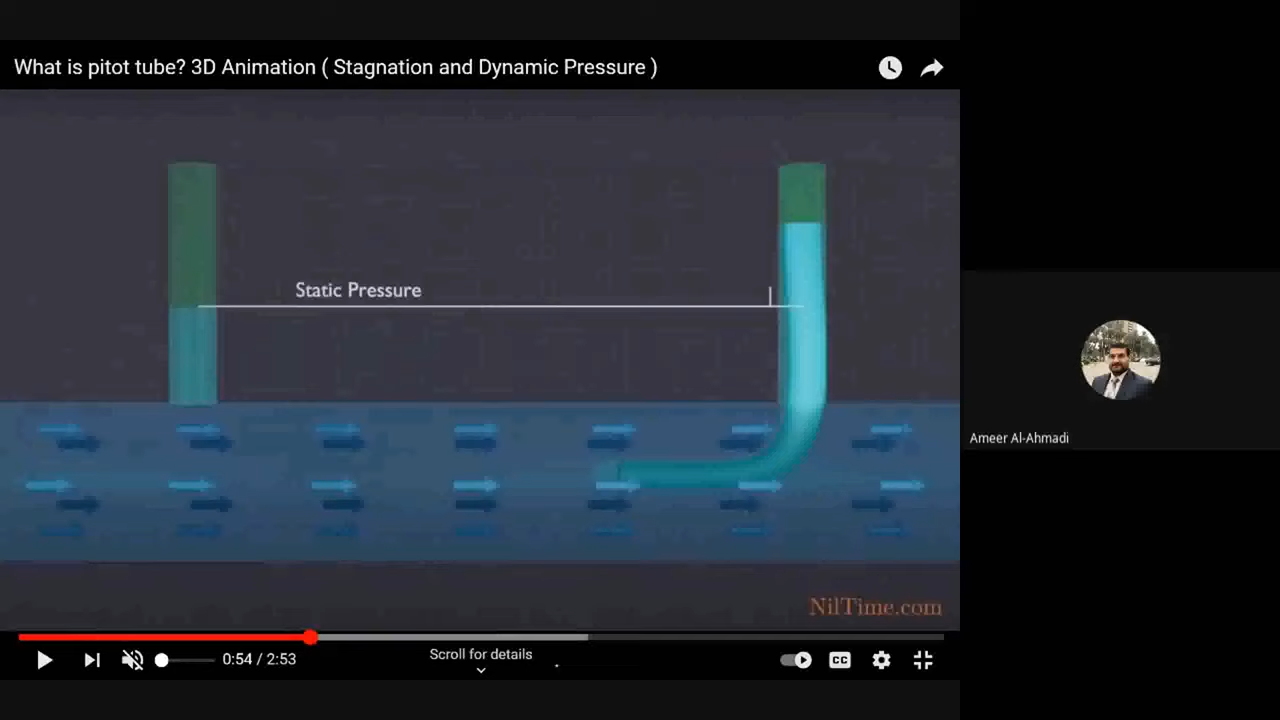 What is pitot tube? 3D Animation ( Stagnation and Dynamic Pressure )
Static Pressure
Ameer Al-Ahmadi
NilTime.com
0:54 / 2:53
Scroll for details
CC